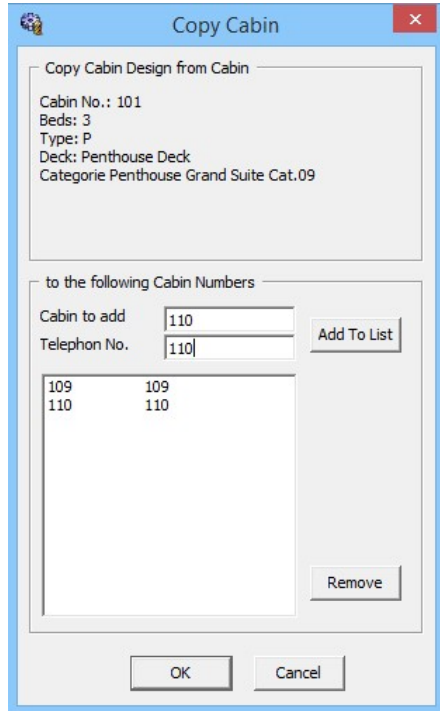 Copy Cabin
Copy Cabin Design from Cabin
Cabin No.: 101
Beds: 3
Type: P
Deck: Penthouse Deck
Categorie Penthouse Grand Suite Cat.09
to the following Cabin Numbers
Cabin to add 110
Telephon No. 110
Add To List
109 109
110 110
Remove
OK Cancel